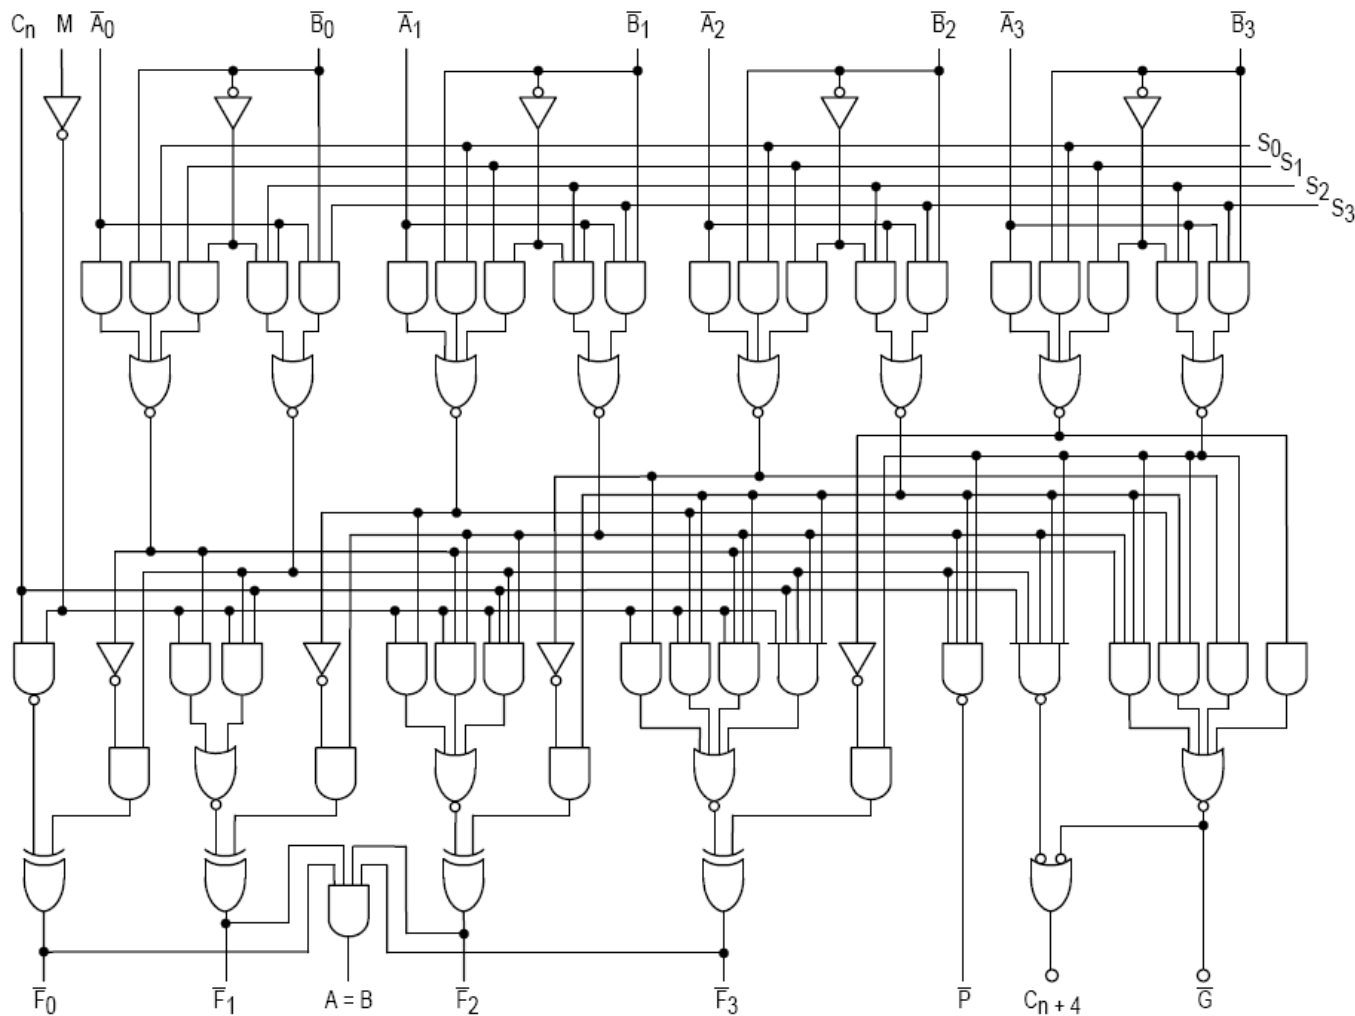 Cn M A̅0 B̅0 A̅1 B̅1 A̅2 B̅2 A̅3 B̅3
S0
S1
S2
S3
F̅0 F̅1 A = B F̅2 F̅3 P̅ Cn + 4 G̅